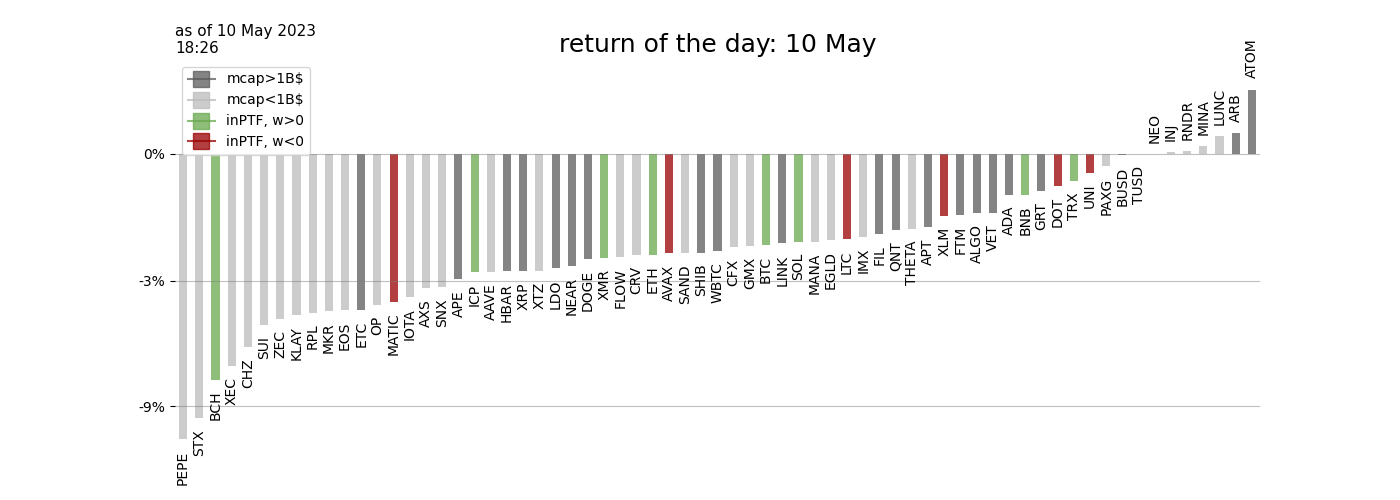 as of 10 May 2023
18:26
return of the day: 10 May
mcap>1B$
mcap<1B$
inPTF, w>0
inPTF, w<0
0%
-3%
-9%
PEPE
STX
BCH
XEC
CHZ
SUI
ZEC
KLAY
RPL
MKR
EOS
ETC
OP
MATIC
IOTA
AXS
SNX
APE
ICP
AAVE
HBAR
XRP
XTZ
LDO
NEAR
DOGE
XMR
FLOW
CRV
ETH
AVAX
SAND
SHIB
WBTC
CFX
GMX
BTC
LINK
SOL
MANA
EGLD
LTC
IMX
FIL
QNT
THETA
APT
XLM
FTM
ALGO
VET
ADA
BNB
GRT
DOT
TRX
UNI
PAXG
BUSD
TUSD
NEO
INJ
RNDR
MINA
LUNC
ARB
ATOM